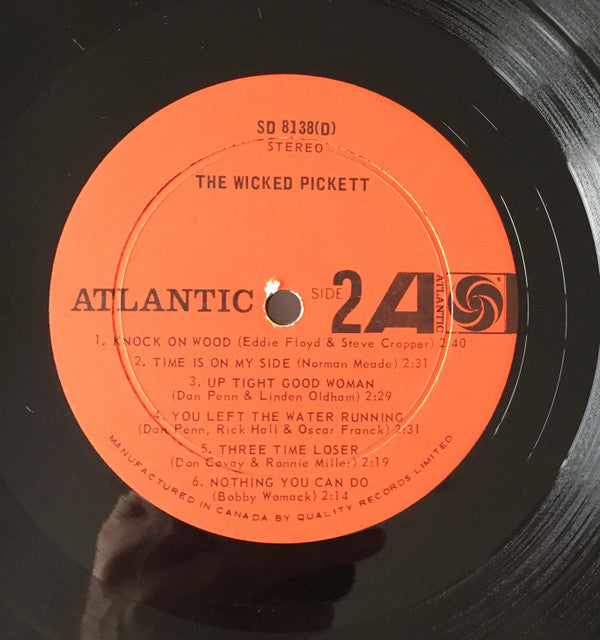 SD 8138(D)
STEREO
THE WICKED PICKETT
ATLANTIC SIDE 2 A ATLANTIC
1. KNOCK ON WOOD (Eddie Floyd & Steve Cropper) 2:40
2. TIME IS ON MY SIDE (Norman Meade) 2:31
3. UP TIGHT GOOD WOMAN
(Dan Penn & Linden Oldham) 2:29
4. YOU LEFT THE WATER RUNNING
(Dan Penn, Rick Hall & Oscar Franck) 2:31
5. THREE TIME LOSER
(Don Cavay & Ronnie Miller) 2:19
6. NOTHING YOU CAN DO
(Bobby Womack) 2:14
MANUFACTURED IN CANADA BY QUALITY RECORDS LIMITED